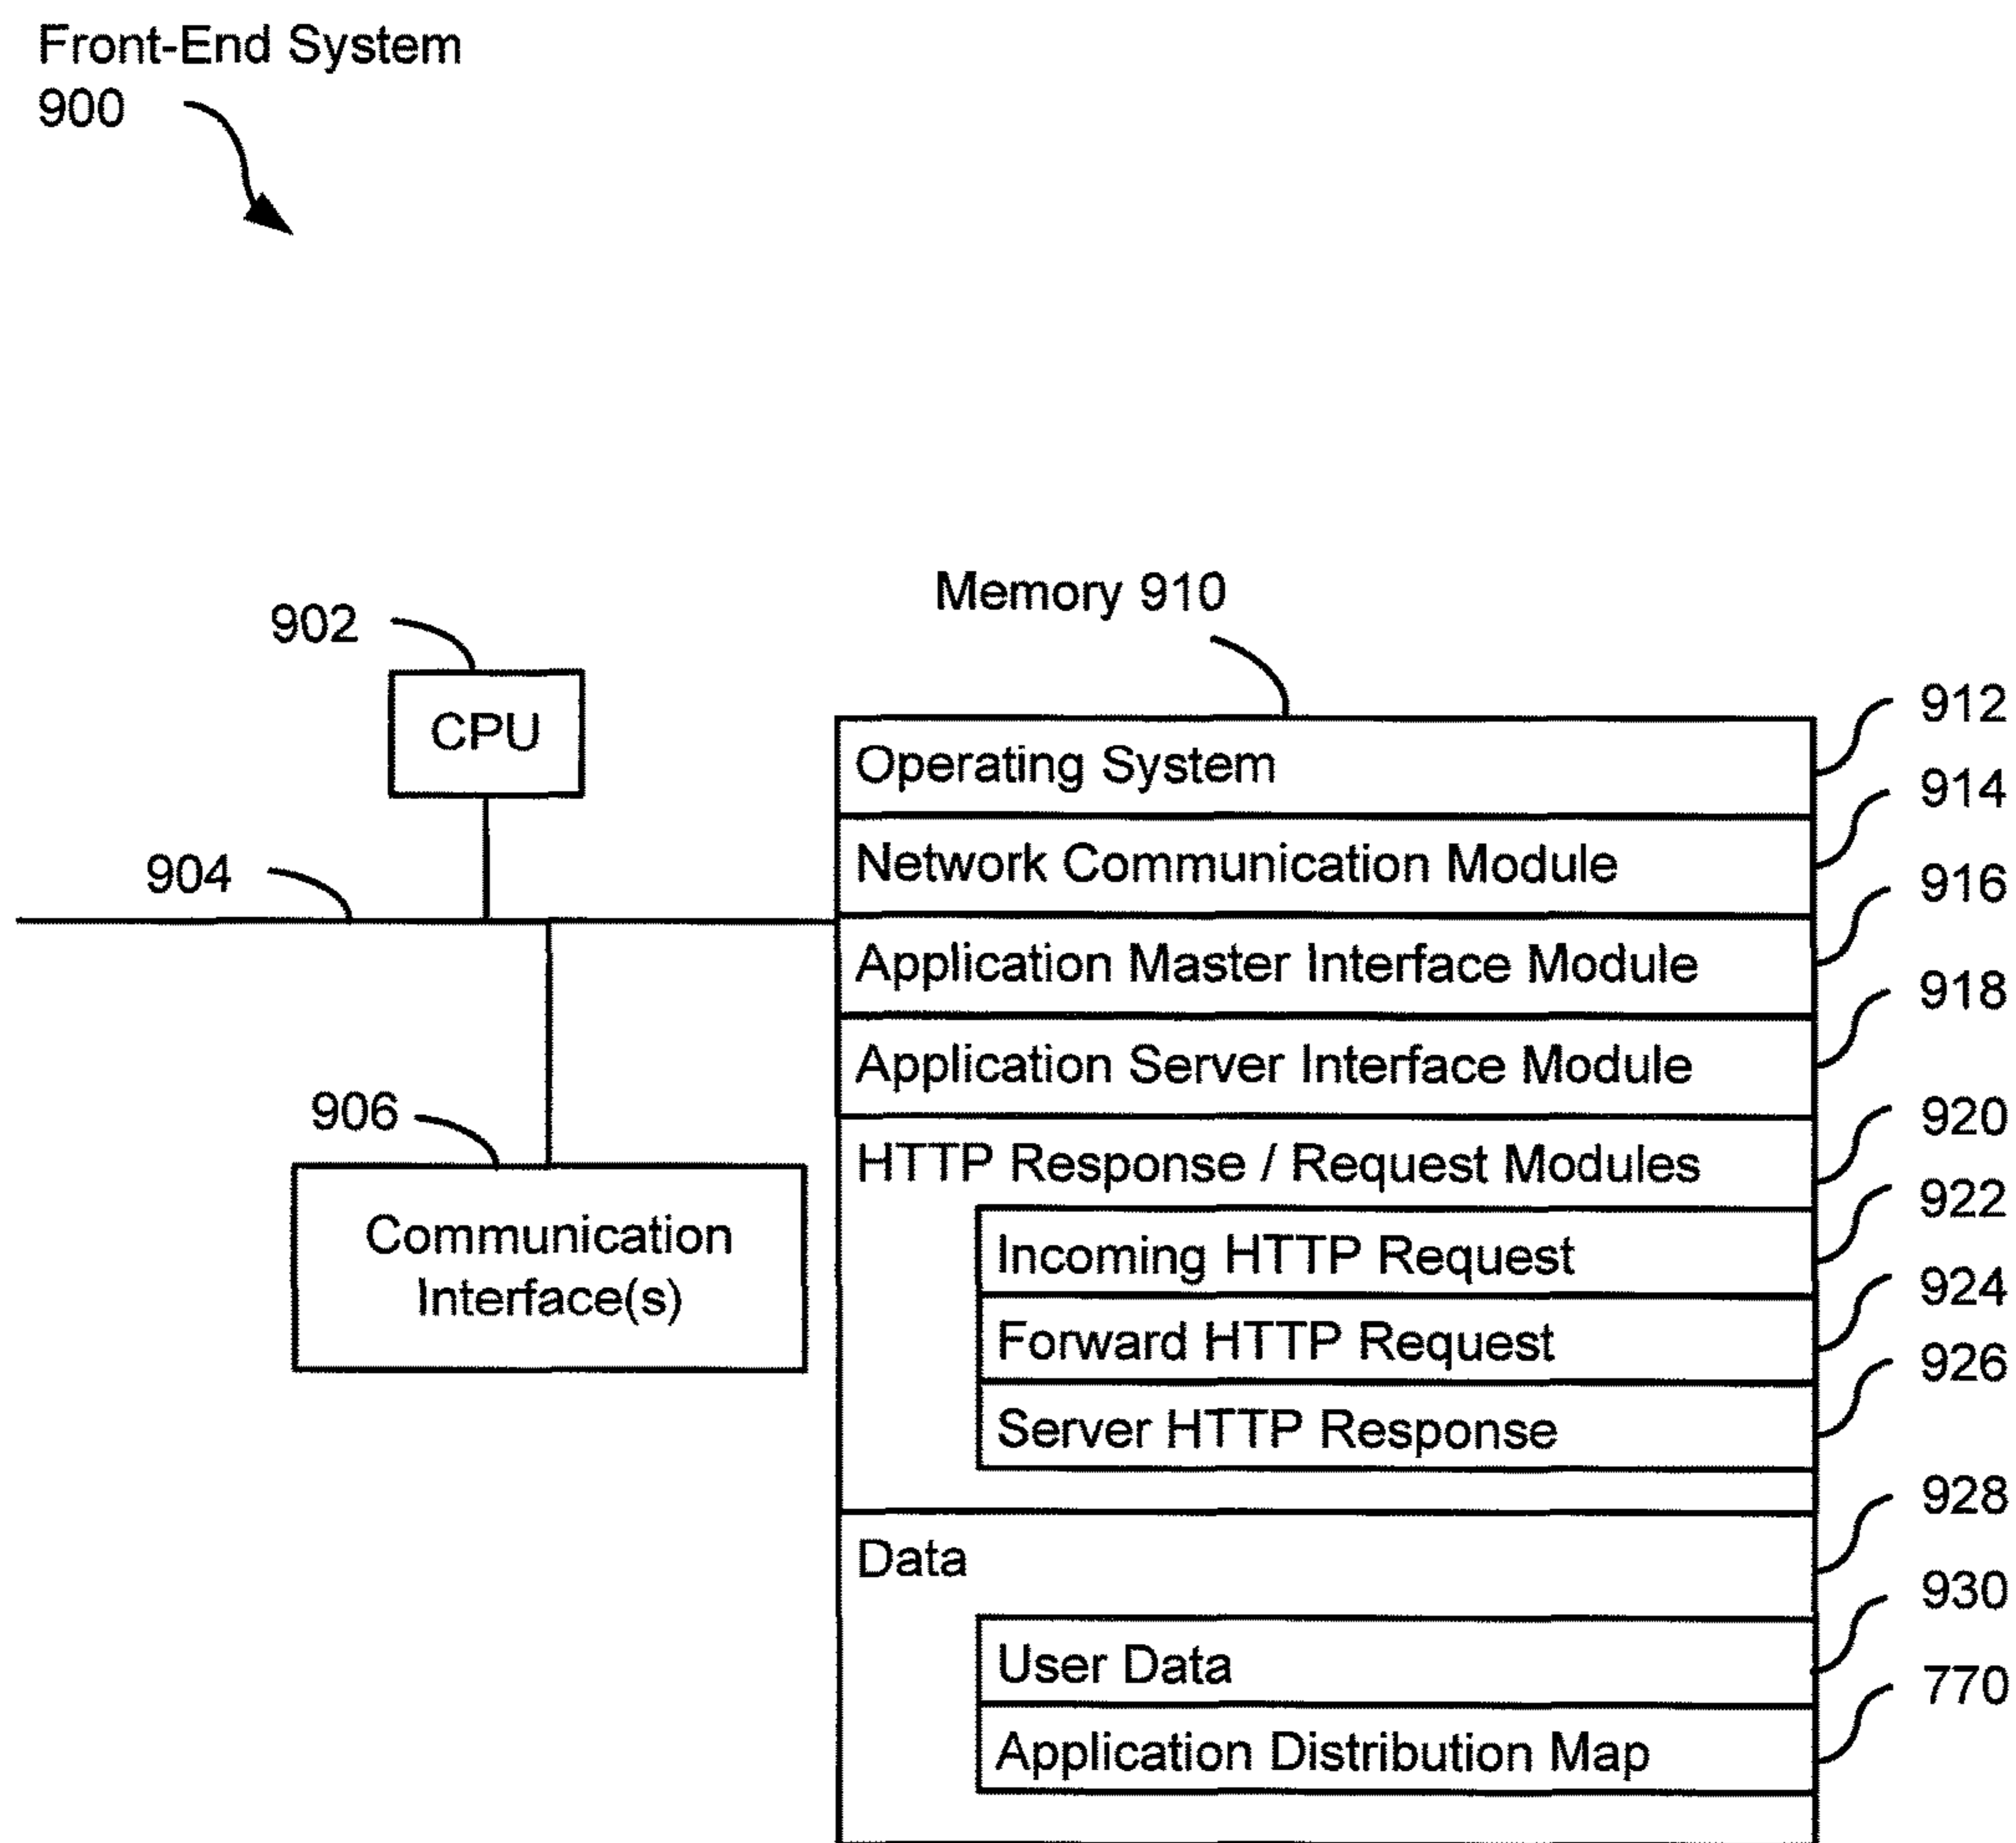 Front-End System
900
Memory 910
902
CPU
904
906
Communication
Interface(s)
Operating System
912
Network Communication Module
914
Application Master Interface Module
916
Application Server Interface Module
918
HTTP Response / Request Modules
920
Incoming HTTP Request
922
Forward HTTP Request
924
Server HTTP Response
926
Data
928
User Data
930
Application Distribution Map
770